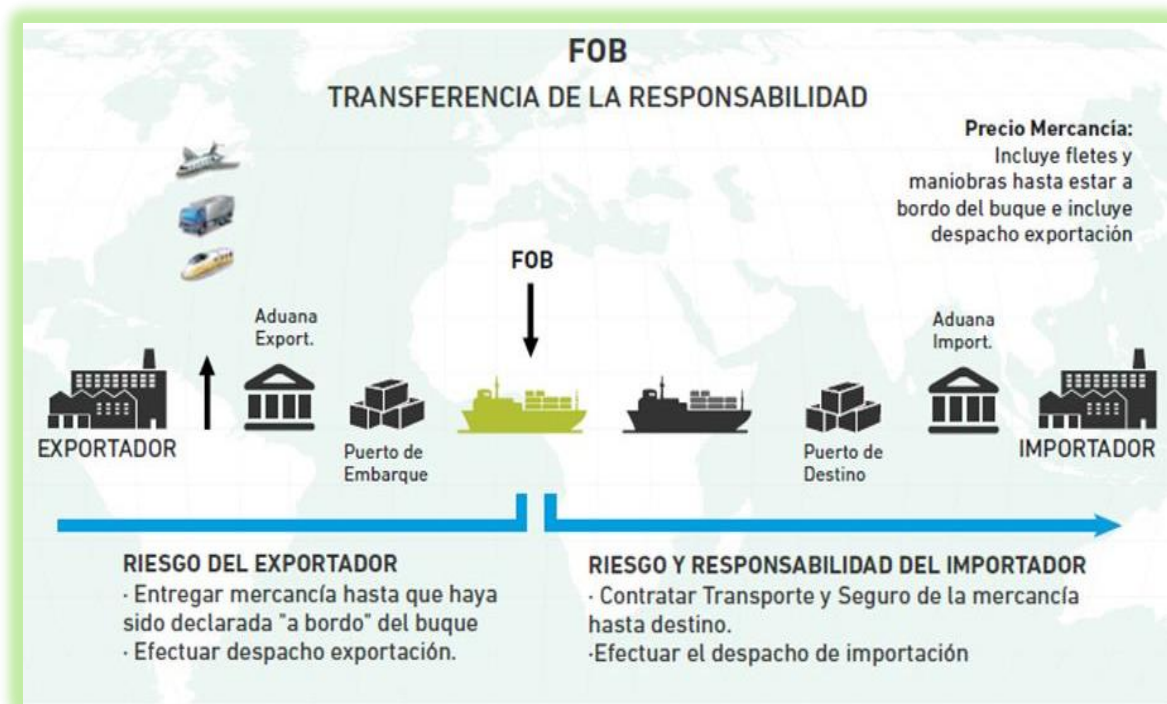 FOB
TRANSFERENCIA DE LA RESPONSABILIDAD
Precio Mercancía:
Incluye fletes y
maniobras hasta estar a
bordo del buque e incluye
despacho exportación
FOB
Aduana
Export.
Aduana
Import.
EXPORTADOR
Puerto de
Embarque
Puerto de
Destino
IMPORTADOR
RIESGO DEL EXPORTADOR
· Entregar mercancía hasta que haya
sido declarada "a bordo" del buque
· Efectuar despacho exportación.
RIESGO Y RESPONSABILIDAD DEL IMPORTADOR
· Contratar Transporte y Seguro de la mercancía
hasta destino.
·Efectuar el despacho de importación